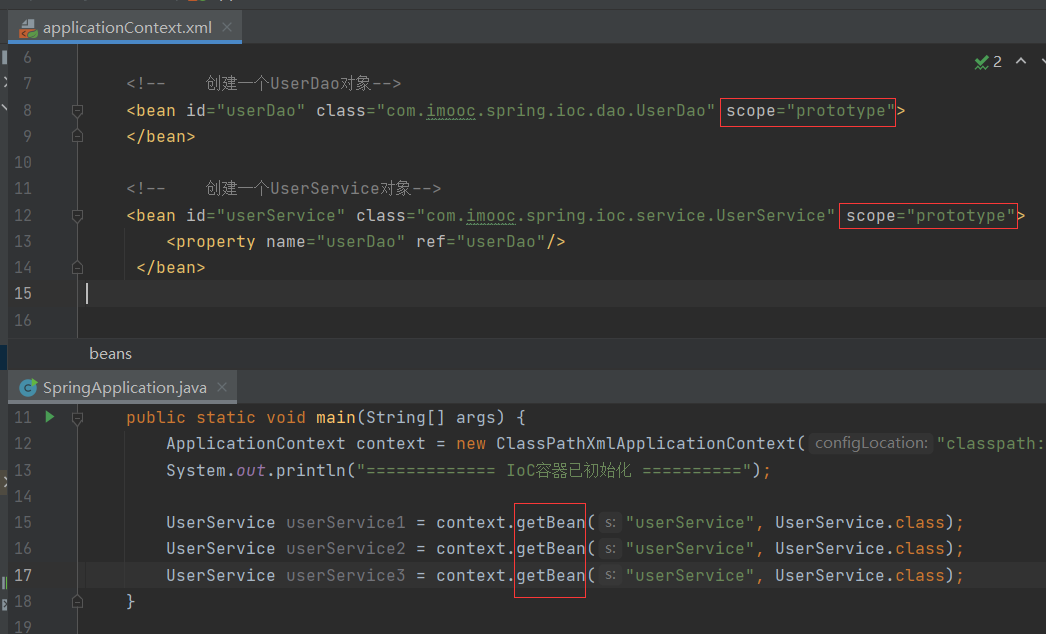 applicationContext.xml
2
6
7 <!-- 创建一个UserDao对象-->
8 <bean id="userDao" class="com.imooc.spring.ioc.dao.UserDao" scope="prototype">
9 </bean>
10
11 <!-- 创建一个UserService对象-->
12 <bean id="userService" class="com.imooc.spring.ioc.service.UserService" scope="prototype">
13 <property name="userDao" ref="userDao"/>
14 </bean>
15
16
beans
SpringApplication.java
11 public static void main(String[] args) {
12 ApplicationContext context = new ClassPathXmlApplicationContext( configLocation: "classpath:
13 System.out.println("============= IoC容器已初始化 ==========");
14
15 UserService userService1 = context.getBean( s: "userService", UserService.class);
16 UserService userService2 = context.getBean( s: "userService", UserService.class);
17 UserService userService3 = context.getBean( s: "userService", UserService.class);
18 }
19